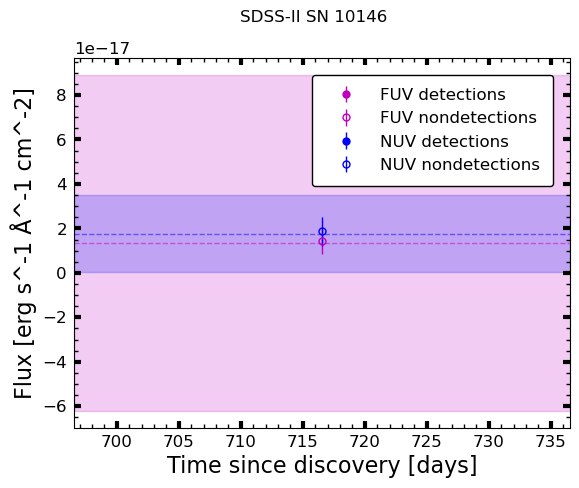 SDSS-II SN 10146
1e−17
FUV detections
FUV nondetections
NUV detections
NUV nondetections
8
6
4
2
0
−2
−4
−6
Flux [erg s^-1 Å^-1 cm^-2]
700 705 710 715 720 725 730 735
Time since discovery [days]